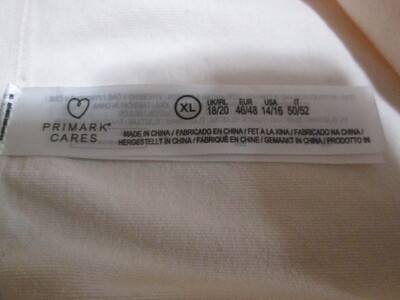 PRIMARK®
CARES
XL
UK/IRL EUR USA IT
18/20 46/48 14/16 50/52
MADE IN CHINA / FABRICADO EN CHINA / FET A LA XINA / FABRICADO NA CHINA /
HERGESTELLT IN CHINA / FABRIQUÉ EN CHINE / GEMAAKT IN CHINA / PRODOTTO IN